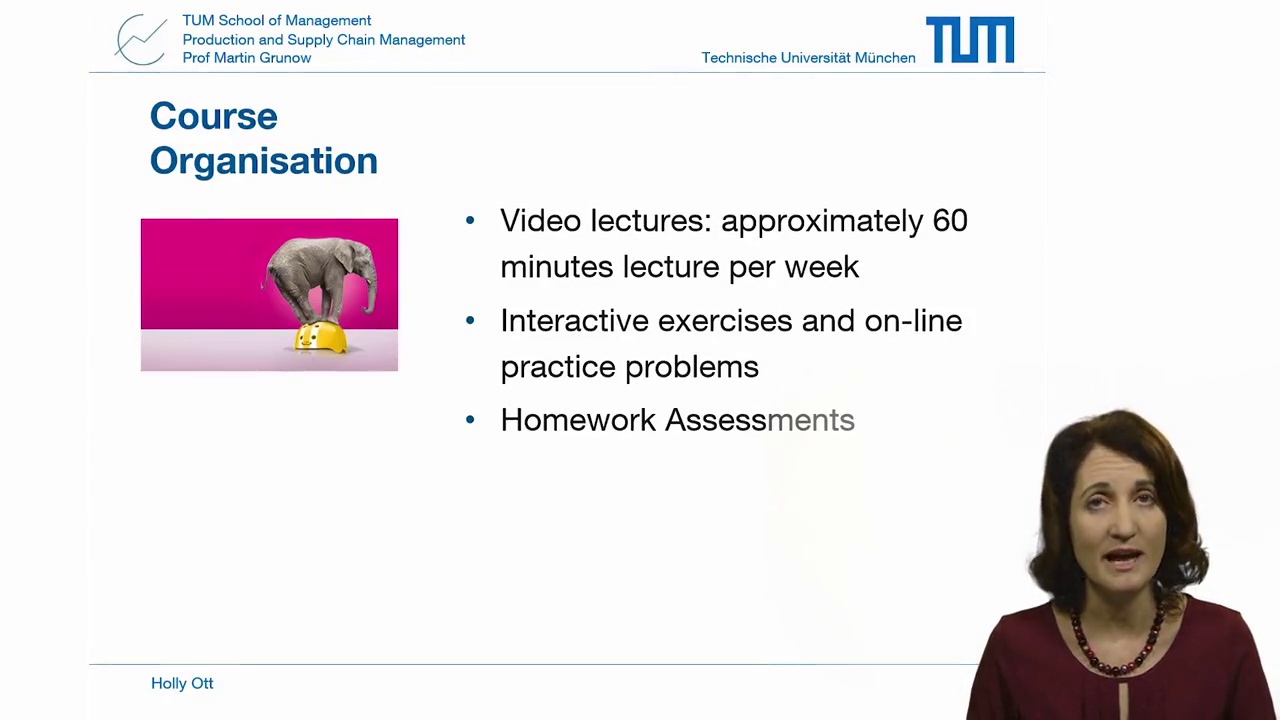 TUM School of Management
Production and Supply Chain Management
Prof Martin Grunow
Technische Universität München
TUM
Course
Organisation
• Video lectures: approximately 60
minutes lecture per week
• Interactive exercises and on-line
practice problems
• Homework Assessments
Holly Ott